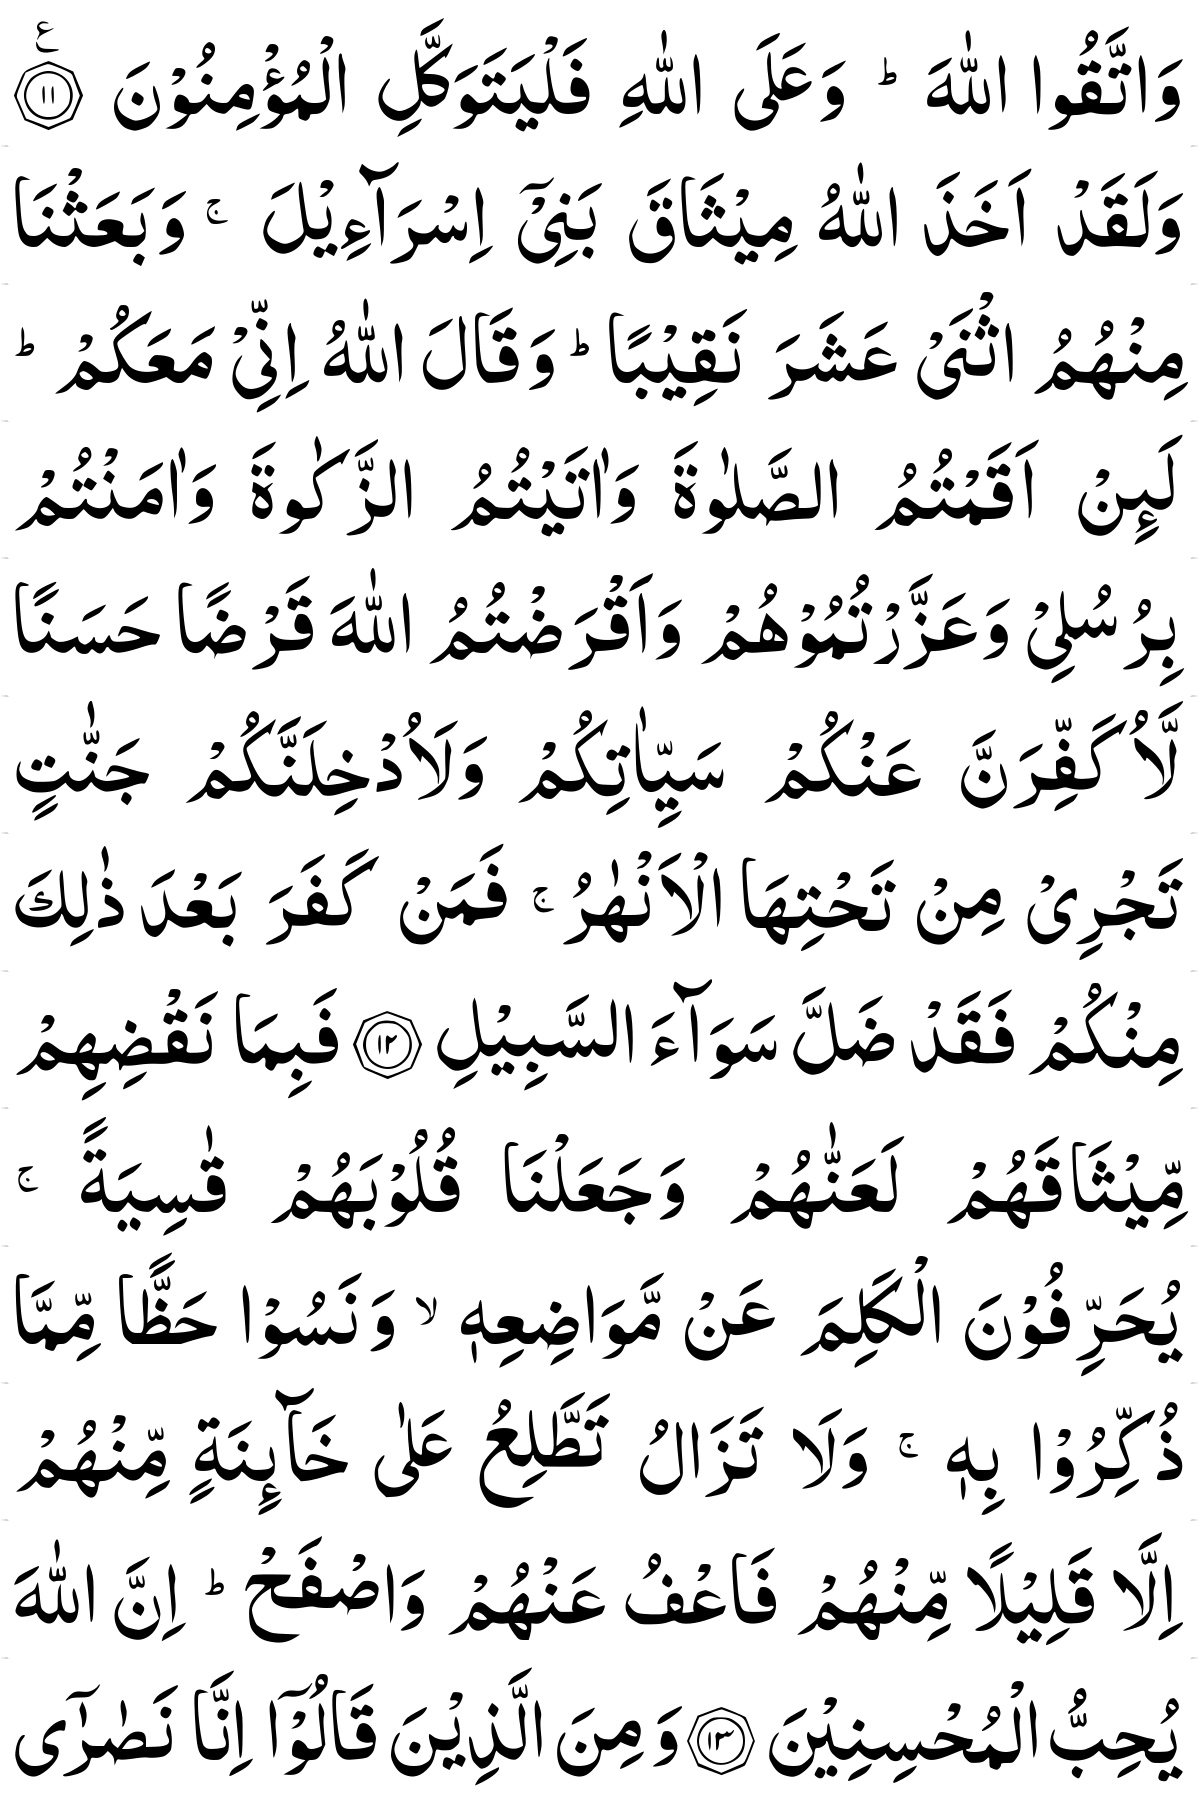 وَاتَّقُوا اللّٰهَ ؕ وَعَلَى اللّٰهِ فَلْيَتَوَكَّلِ الْمُؤْمِنُوْنَ ﴿۱۱﴾ ع
وَلَقَدْ اَخَذَ اللّٰهُ مِيْثَاقَ بَنِيْۤ اِسْرَآءِيْلَ ۚ وَبَعَثْنَا
مِنْهُمُ اثْنَيْ عَشَرَ نَقِيْبًا ؕ وَقَالَ اللّٰهُ اِنِّيْ مَعَكُمْ ؕ
لَىِٕنْ اَقَمْتُمُ الصَّلٰوةَ وَاٰتَيْتُمُ الزَّكٰوةَ وَاٰمَنْتُمْ
بِرُسُلِيْ وَعَزَّرْتُمُوْهُمْ وَاَقْرَضْتُمُ اللّٰهَ قَرْضًا حَسَنًا
لَّاُكَفِّرَنَّ عَنْكُمْ سَيِّاٰتِكُمْ وَلَاُدْخِلَنَّكُمْ جَنّٰتٍ
تَجْرِيْ مِنْ تَحْتِهَا الْاَنْهٰرُ ۚ فَمَنْ كَفَرَ بَعْدَ ذٰلِكَ
مِنْكُمْ فَقَدْ ضَلَّ سَوَآءَ السَّبِيْلِ ﴿۱۲﴾ فَبِمَا نَقْضِهِمْ
مِّيْثَاقَهُمْ لَعَنّٰهُمْ وَجَعَلْنَا قُلُوْبَهُمْ قٰسِيَةً ۚ
يُحَرِّفُوْنَ الْكَلِمَ عَنْ مَّوَاضِعِهٖ ۙ وَنَسُوْا حَظًّا مِّمَّا
ذُكِّرُوْا بِهٖ ۚ وَلَا تَزَالُ تَطَّلِعُ عَلٰى خَآىِٕنَةٍ مِّنْهُمْ
اِلَّا قَلِيْلًا مِّنْهُمْ فَاعْفُ عَنْهُمْ وَاصْفَحْ ؕ اِنَّ اللّٰهَ
يُحِبُّ الْمُحْسِنِيْنَ ﴿۱۳﴾ وَمِنَ الَّذِيْنَ قَالُوْۤا اِنَّا نَصٰرٰۤى